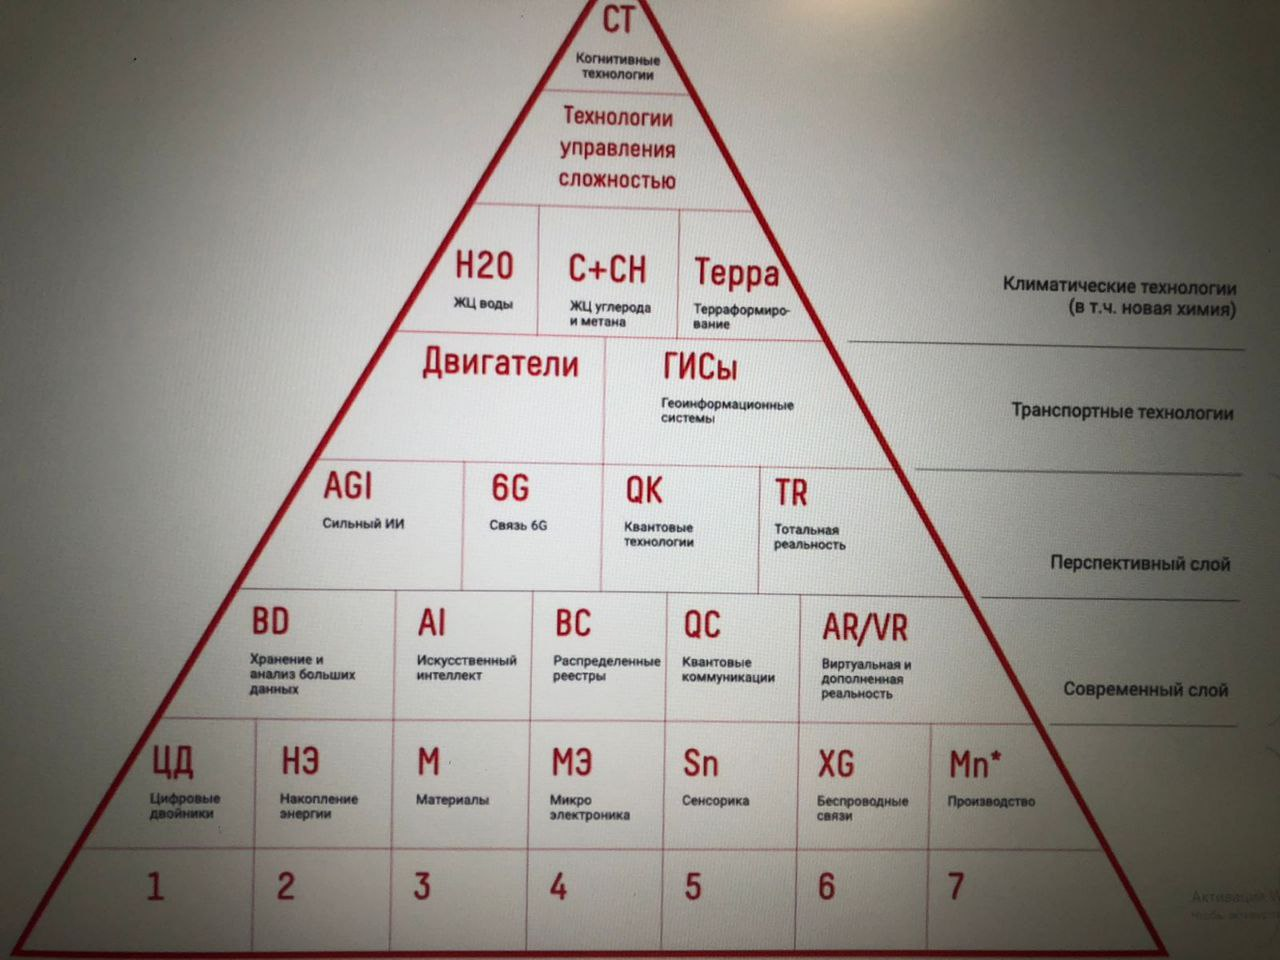 CT
Когнитивные
технологии
Технологии
управления
сложностью
H2O
ЖЦ воды
C+CH
ЖЦ углерода
и метана
Терра
Терраформиро-
вание
Климатические технологии
(в т.ч. новая химия)
Двигатели
ГИСы
Геоинформационные
системы
Транспортные технологии
AGI
Сильный ИИ
6G
Связь 6G
QK
Квантовые
технологии
TR
Тотальная
реальность
Перспективный слой
BD
Хранение и
анализ больших
данных
AI
Искусственный
интеллект
BC
Распределенные
реестры
QC
Квантовые
коммуникации
AR/VR
Виртуальная и
дополненная
реальность
Современный слой
ЦД
Цифровые
двойники
НЭ
Накопление
энергии
М
Материалы
МЭ
Микро
электроника
Sn
Сенсорика
XG
Беспроводные
связи
Mn*
Производство
1 2 3 4 5 6 7
Активация